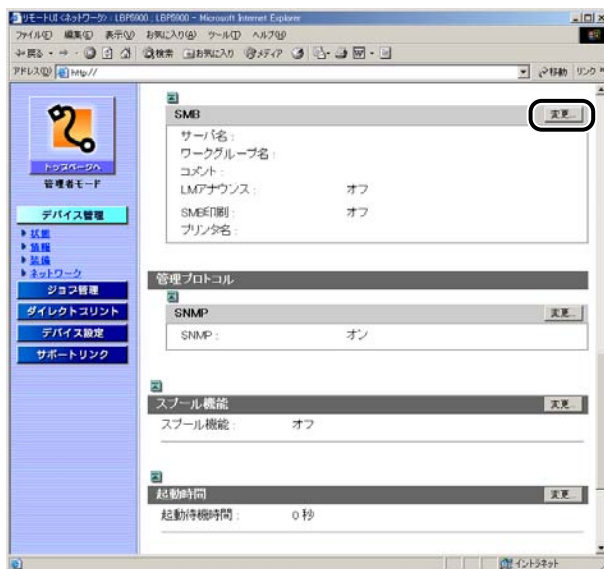 リモートUI <ネットワーク> : LBP6000 ; LBP6000 - Microsoft Internet Explorer
ファイル(F) 編集(E) 表示(V) お気に入り(A) ツール(T) ヘルプ(H)
戻る 検索 お気に入り メディア
アドレス(D) http:// 移動 リンク »
トップページへ
管理者モード
デバイス管理
状態
情報
装備
ネットワーク
ジョブ管理
ダイレクトプリント
デバイス設定
サポートリンク
SMB 変更...
サーバ名 :
ワークグループ名 :
コメント :
LMアナウンス : オフ
SMB印刷 : オフ
プリンタ名 :
管理プロトコル
SNMP 変更...
SNMP : オン
スプール機能 変更...
スプール機能 : オフ
起動時間 変更...
起動待機時間 : 0 秒
イントラネット